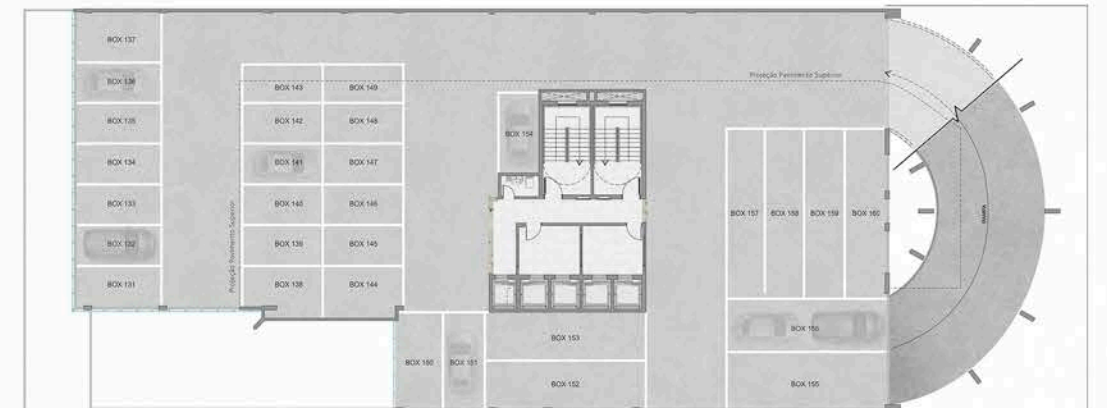 BOX 137
BOX 136
BOX 135
BOX 134
BOX 133
BOX 132
BOX 131
BOX 143
BOX 142
BOX 141
BOX 140
BOX 139
BOX 138
BOX 149
BOX 148
BOX 147
BOX 146
BOX 145
BOX 144
Projeção Pavimento Superior
Projeção Pavimento Superior
BOX 154
BOX 150
BOX 151
BOX 153
BOX 152
BOX 157
BOX 158
BOX 159
BOX 160
BOX 156
BOX 155